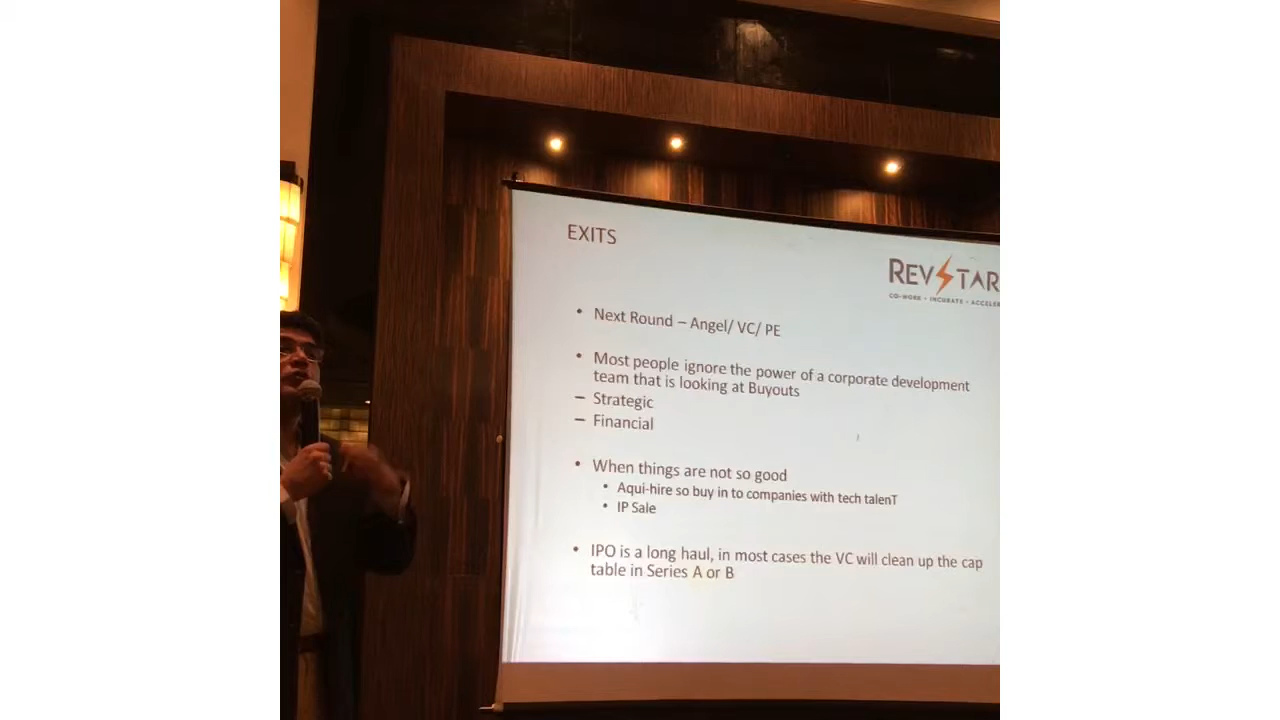 EXITS
REVSTAR
CO-WORK • INCUBATE • ACCELER
• Next Round – Angel/ VC/ PE
• Most people ignore the power of a corporate development
team that is looking at Buyouts
– Strategic
– Financial
• When things are not so good
• Aqui-hire so buy in to companies with tech talenT
• IP Sale
• IPO is a long haul, in most cases the VC will clean up the cap
table in Series A or B